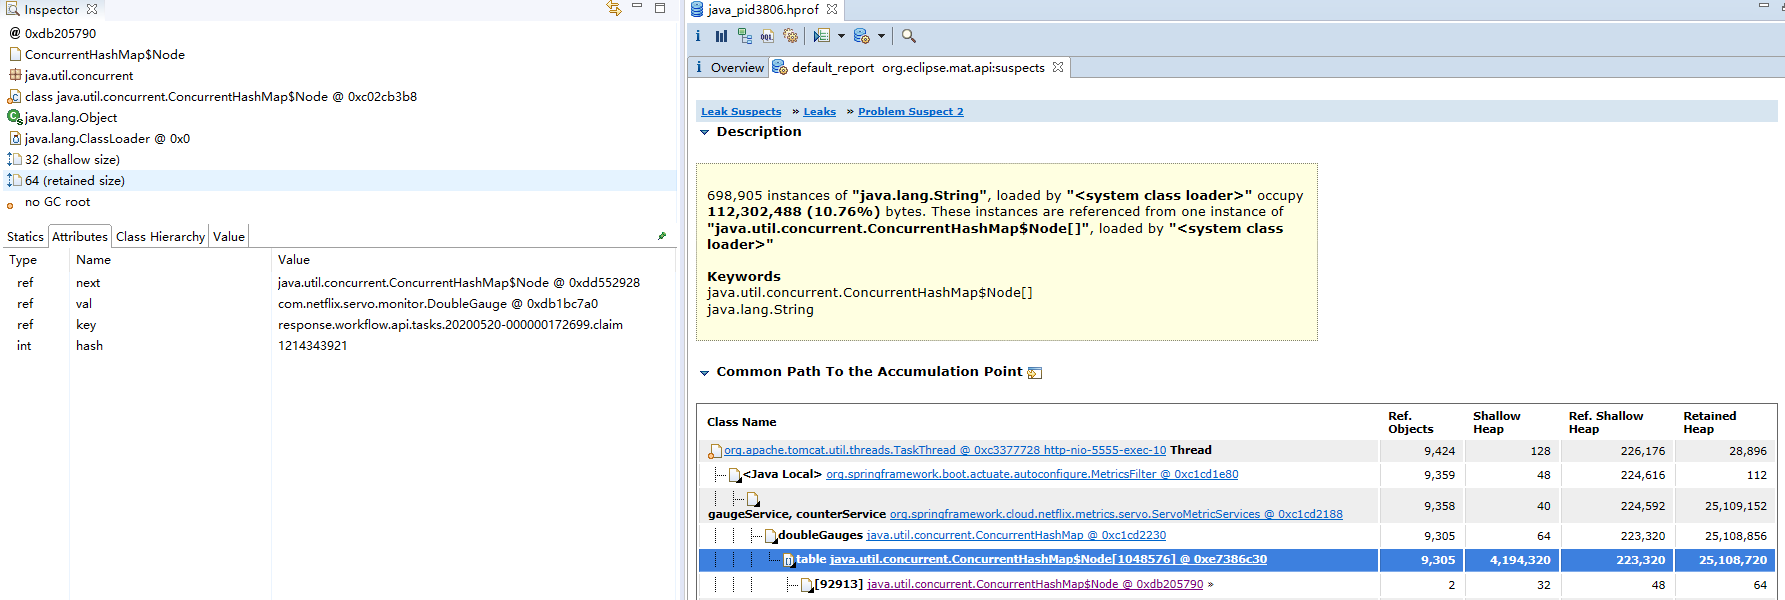 Inspector
0xdb205790
ConcurrentHashMap$Node
java.util.concurrent
class java.util.concurrent.ConcurrentHashMap$Node @ 0xc02cb3b8
java.lang.Object
java.lang.ClassLoader @ 0x0
32 (shallow size)
64 (retained size)
no GC root
Statics Attributes Class Hierarchy Value
Type Name Value
ref next java.util.concurrent.ConcurrentHashMap$Node @ 0xdd552928
ref val com.netflix.servo.monitor.DoubleGauge @ 0xdb1bc7a0
ref key response.workflow.api.tasks.20200520-000000172699.claim
int hash 1214343921
java_pid3806.hprof
Overview default_report org.eclipse.mat.api:suspects
Leak Suspects » Leaks » Problem Suspect 2
Description
698,905 instances of "java.lang.String", loaded by "<system class loader>" occupy
112,302,488 (10.76%) bytes. These instances are referenced from one instance of
"java.util.concurrent.ConcurrentHashMap$Node[]", loaded by "<system class
loader>"
Keywords
java.util.concurrent.ConcurrentHashMap$Node[]
java.lang.String
Common Path To the Accumulation Point
Class Name Ref. Objects Shallow Heap Ref. Shallow Heap Retained Heap
org.apache.tomcat.util.threads.TaskThread @ 0xc3377728 http-nio-5555-exec-10 Thread 9,424 128 226,176 28,896
<Java Local> org.springframework.boot.actuate.autoconfigure.MetricsFilter @ 0xc1cd1e80 9,359 48 224,616 112
gaugeService, counterService org.springframework.cloud.netflix.metrics.servo.ServoMetricServices @ 0xc1cd2188 9,358 40 224,592 25,109,152
doubleGauges java.util.concurrent.ConcurrentHashMap @ 0xc1cd2230 9,305 64 223,320 25,108,856
table java.util.concurrent.ConcurrentHashMap$Node[1048576] @ 0xe7386c30 9,305 4,194,320 223,320 25,108,720
[92913] java.util.concurrent.ConcurrentHashMap$Node @ 0xdb205790 » 2 32 48 64